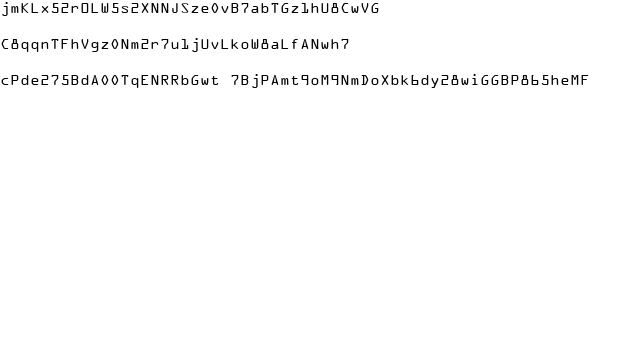 jmKLx52rOLW5s2XNNJSze0vB7abTGz1hU8CwVG
C8qqnTFhVgz0Nm2r7u1jUvLkoW8aLfANwh7
cPde275BdA00TqENRRbGwt 7BjPAmt9oM9NmDoXbk6dy28wiGGBP865heMF